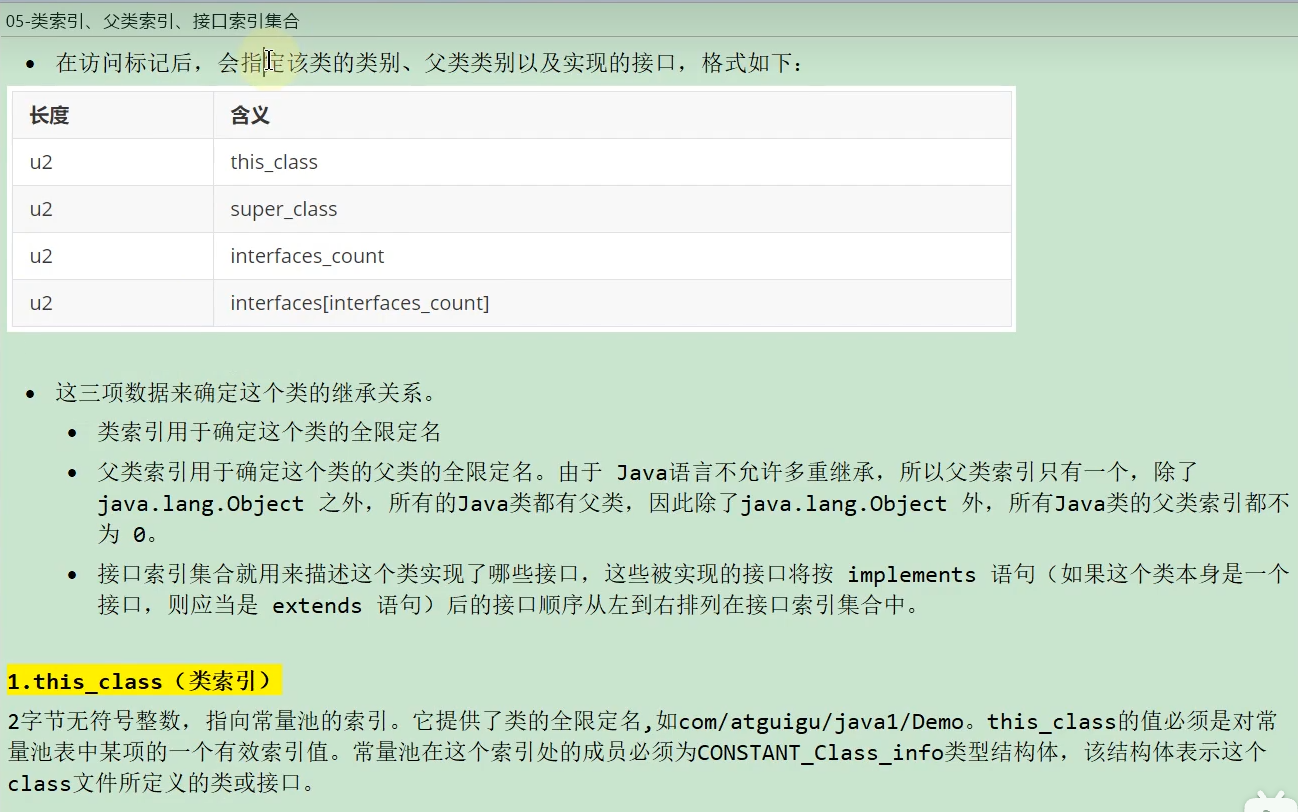 05-类索引、父类索引、接口索引集合
• 在访问标记后，会指定该类的类别、父类类别以及实现的接口，格式如下：
长度 含义
u2 this_class
u2 super_class
u2 interfaces_count
u2 interfaces[interfaces_count]
• 这三项数据来确定这个类的继承关系。
• 类索引用于确定这个类的全限定名
• 父类索引用于确定这个类的父类的全限定名。由于 Java语言不允许多重继承，所以父类索引只有一个，除了
java.lang.Object 之外，所有的Java类都有父类，因此除了java.lang.Object 外，所有Java类的父类索引都不
为 0。
• 接口索引集合就用来描述这个类实现了哪些接口，这些被实现的接口将按 implements 语句（如果这个类本身是一个
接口，则应当是 extends 语句）后的接口顺序从左到右排列在接口索引集合中。
1.this_class（类索引）
2字节无符号整数，指向常量池的索引。它提供了类的全限定名,如com/atguigu/java1/Demo。this_class的值必须是对常
量池表中某项的一个有效索引值。常量池在这个索引处的成员必须为CONSTANT_Class_info类型结构体，该结构体表示这个
class文件所定义的类或接口。